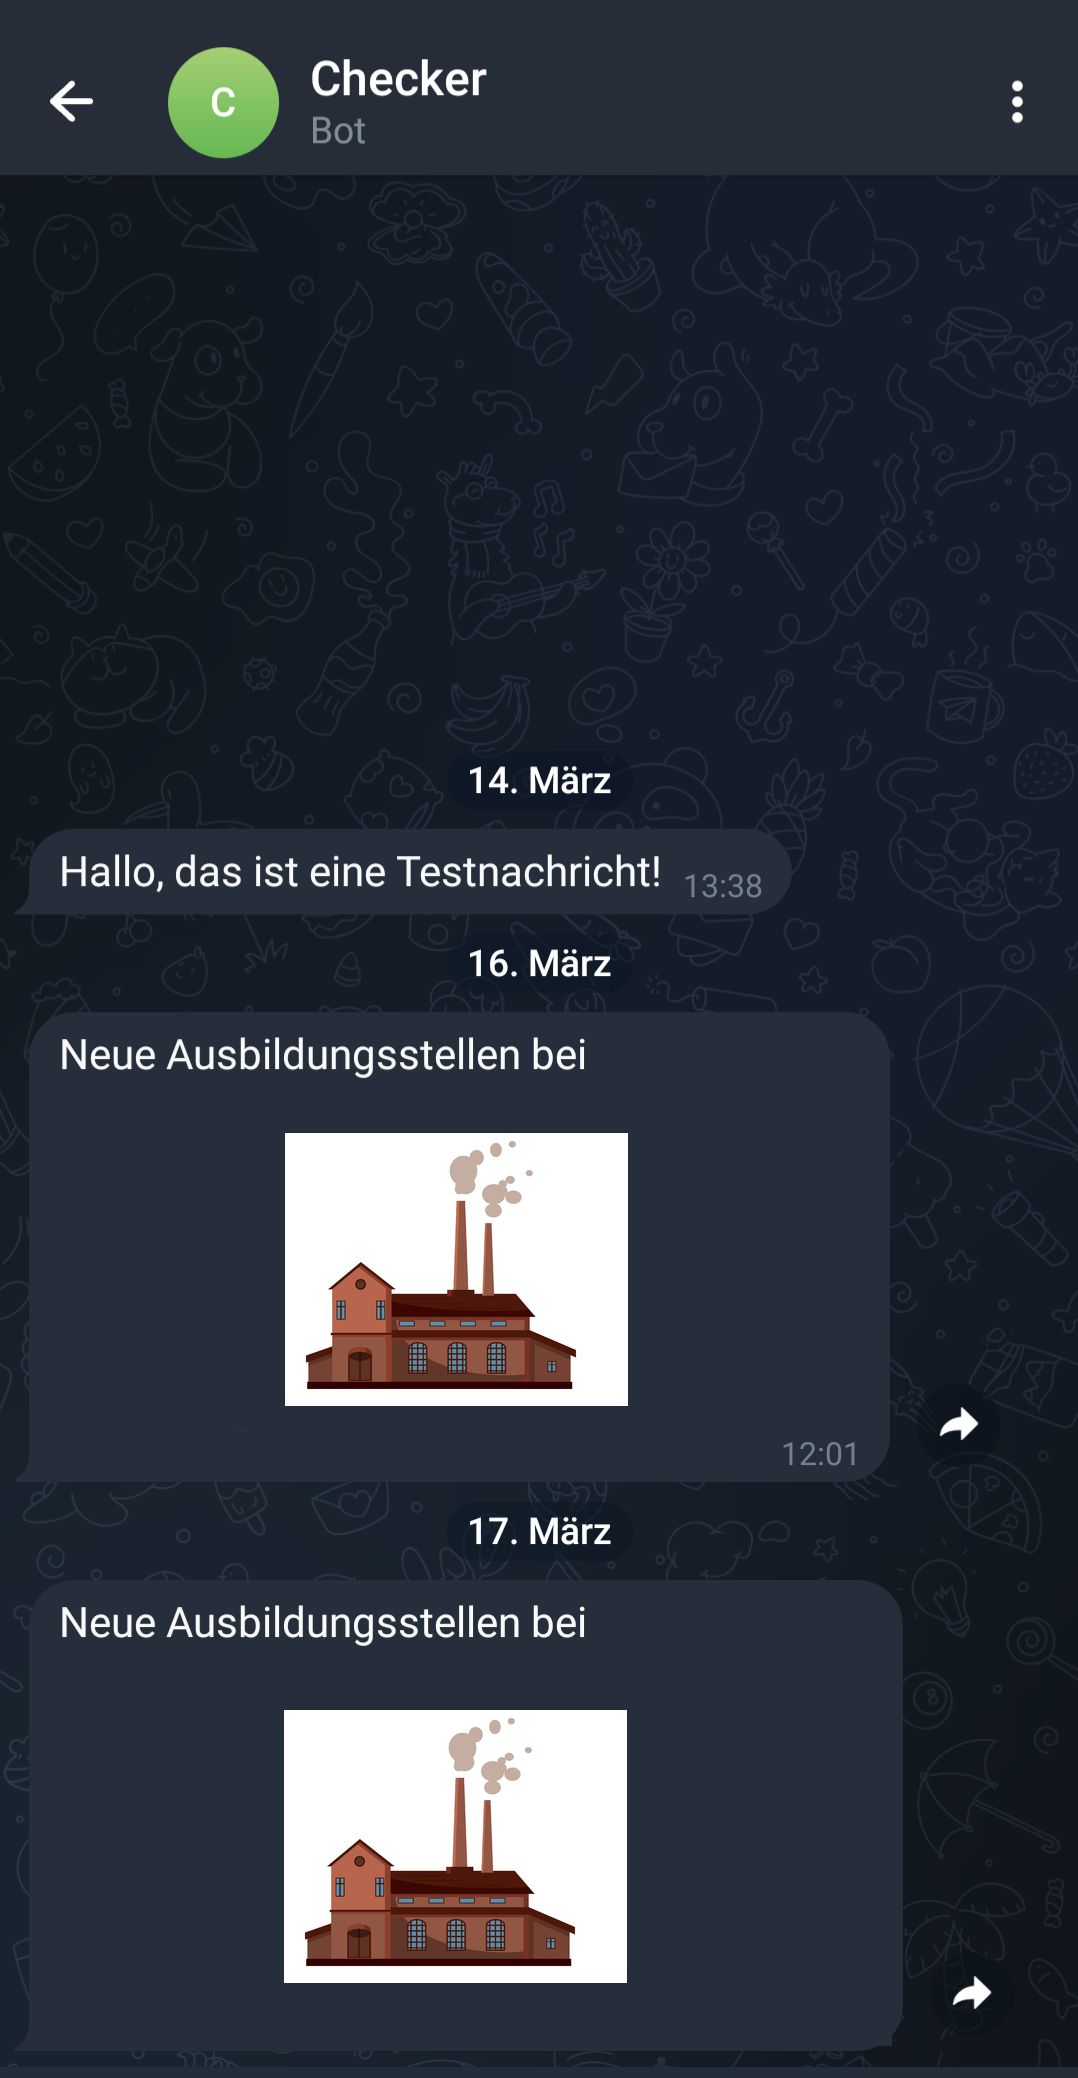 C
Checker
Bot
14. März
Hallo, das ist eine Testnachricht! 13:38
16. März
Neue Ausbildungsstellen bei
12:01
17. März
Neue Ausbildungsstellen bei